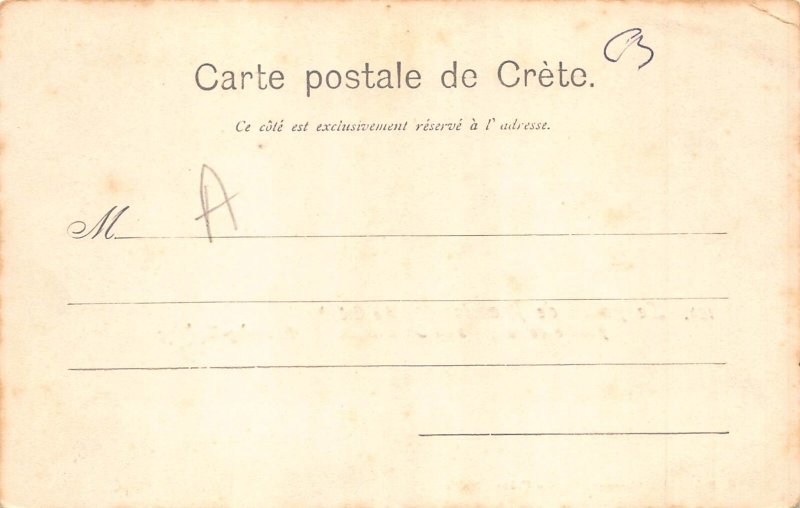 Carte postale de Crète.
Ce côté est exclusivement réservé à l'adresse.
A
M